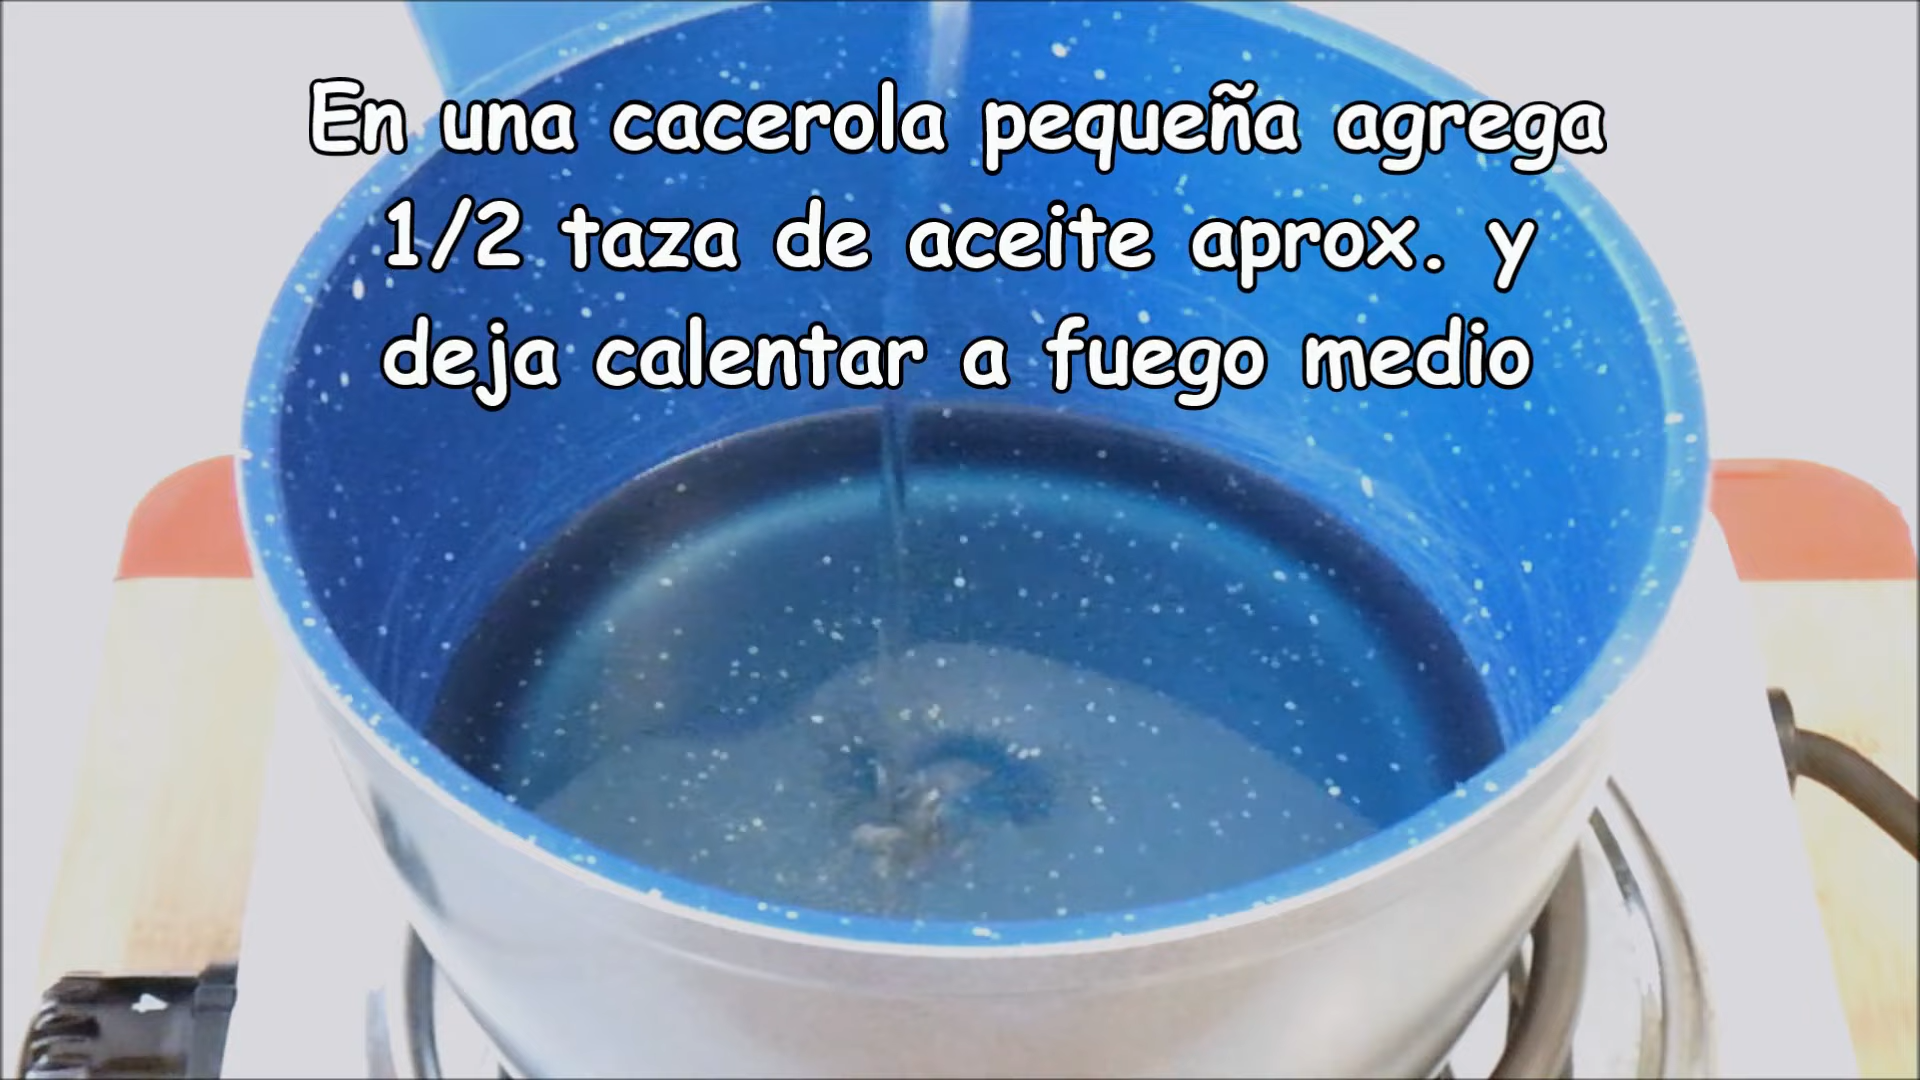 En una cacerola pequeña agrega
1/2 taza de aceite aprox. y
deja calentar a fuego medio